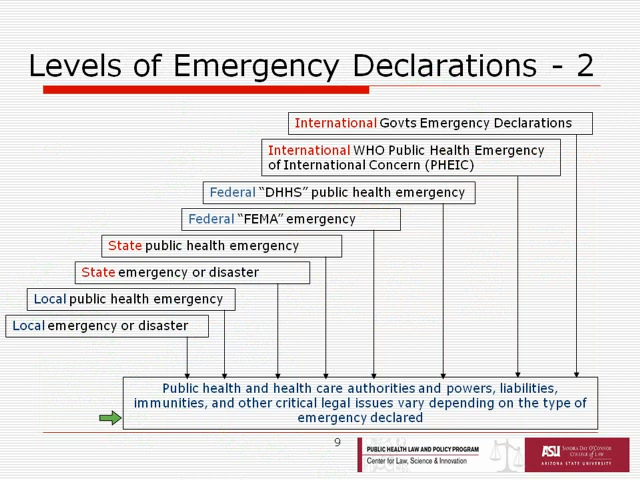 Levels of Emergency Declarations - 2
International Govts Emergency Declarations
International WHO Public Health Emergency
of International Concern (PHEIC)
Federal “DHHS” public health emergency
Federal “FEMA” emergency
State public health emergency
State emergency or disaster
Local public health emergency
Local emergency or disaster
Public health and health care authorities and powers, liabilities,
immunities, and other critical legal issues vary depending on the type of
emergency declared
9
PUBLIC HEALTH LAW AND POLICY PROGRAM
Center for Law, Science & Innovation
ASU
SANDRA DAY O'CONNOR
COLLEGE OF LAW
ARIZONA STATE UNIVERSITY